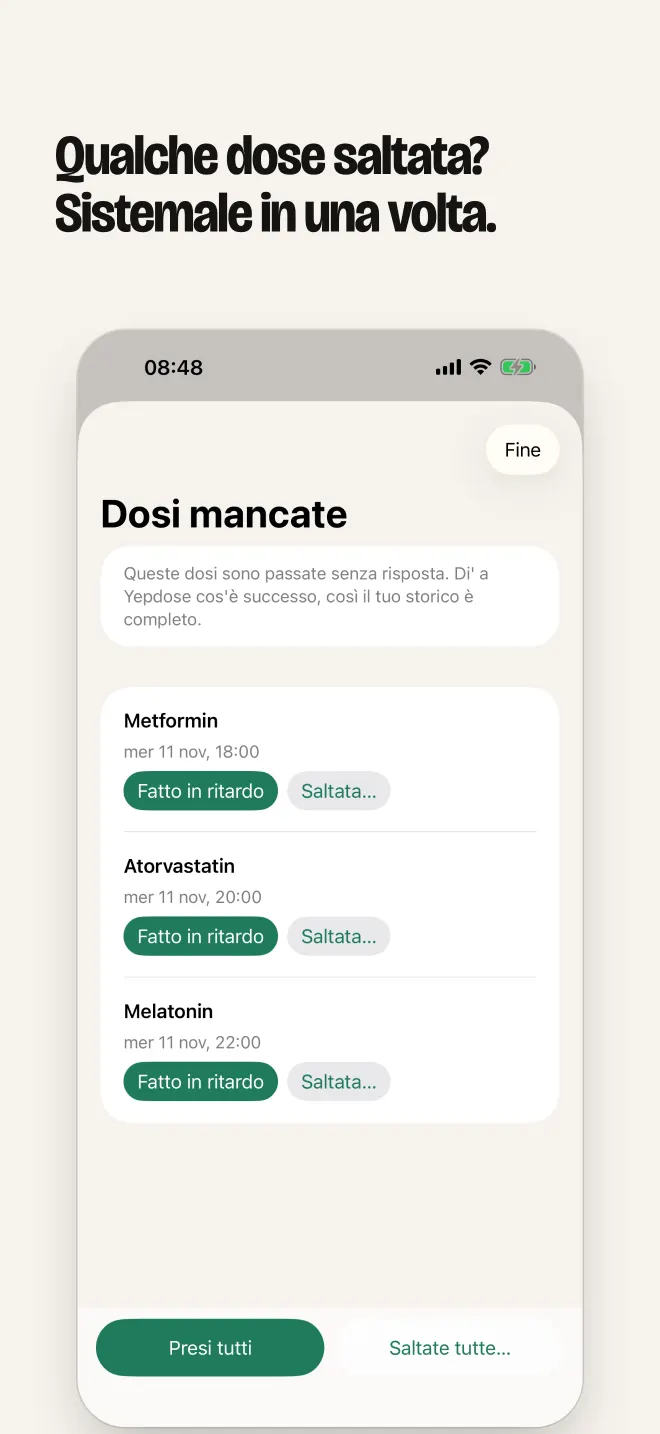 Qualche dose saltata?
Sistemale in una volta.
08:48
Fine
Dosi mancate
Queste dosi sono passate senza risposta. Di' a
Yepdose cos'è successo, così il tuo storico è
completo.
Metformin
mer 11 nov, 18:00
Fatto in ritardo Saltata...
Atorvastatin
mer 11 nov, 20:00
Fatto in ritardo Saltata...
Melatonin
mer 11 nov, 22:00
Fatto in ritardo Saltata...
Presi tutti Saltate tutte...